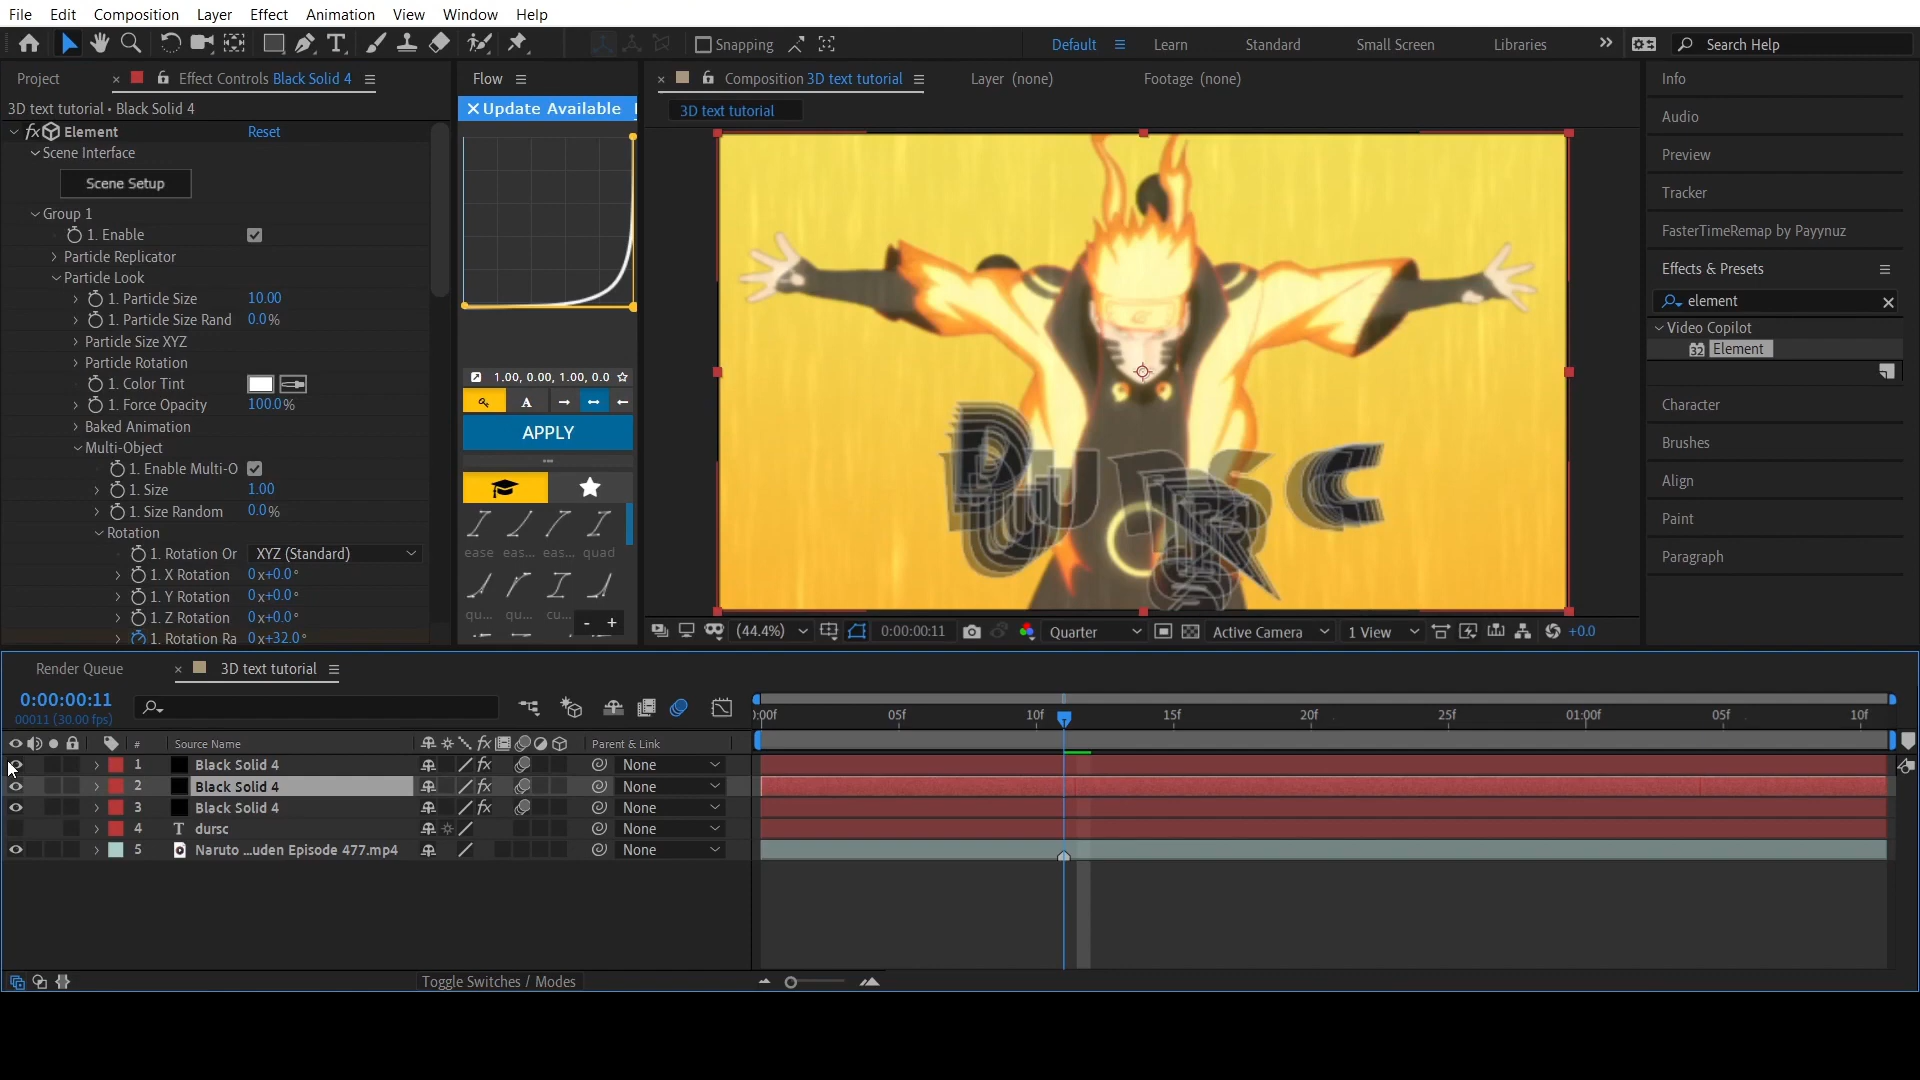 File Edit Composition Layer Effect Animation View Window Help
Snapping Default Learn Standard Small Screen Libraries Search Help
Project Effect Controls Black Solid 4
3D text tutorial • Black Solid 4
Element Reset
Scene Interface
Scene Setup
Group 1
1. Enable
Particle Replicator
Particle Look
1. Particle Size 10.00
1. Particle Size Rand 0.0%
Particle Size XYZ
Particle Rotation
1. Color Tint
1. Force Opacity 100.0%
Baked Animation
Multi-Object
1. Enable Multi-O
1. Size 1.00
1. Size Random 0.0%
Rotation
1. Rotation Or XYZ (Standard)
1. X Rotation 0x+0.0°
1. Y Rotation 0x+0.0°
1. Z Rotation 0x+0.0°
1. Rotation Ra 0x+32.0°
Flow
Update Available
1.00, 0.00, 1.00, 0.0
A
APPLY
ease eas... eas... quad
qu... qu... cu...
- +
Composition 3D text tutorial Layer (none) Footage (none)
3D text tutorial
(44.4%) 0:00:00:11 Quarter Active Camera 1 View +0.0
Info
Audio
Preview
Tracker
FasterTimeRemap by Payynuz
Effects & Presets
element
Video Copilot
32 Element
Character
Brushes
Align
Paint
Paragraph
Render Queue 3D text tutorial
0:00:00:11
00011 (30.00 fps)
):00f 05f 10f 15f 20f 25f 01:00f 05f 10f
# Source Name fx Parent & Link
1 Black Solid 4 fx None
2 Black Solid 4 fx None
3 Black Solid 4 fx None
4 T dursc None
5 Naruto ...uden Episode 477.mp4 None
Toggle Switches / Modes